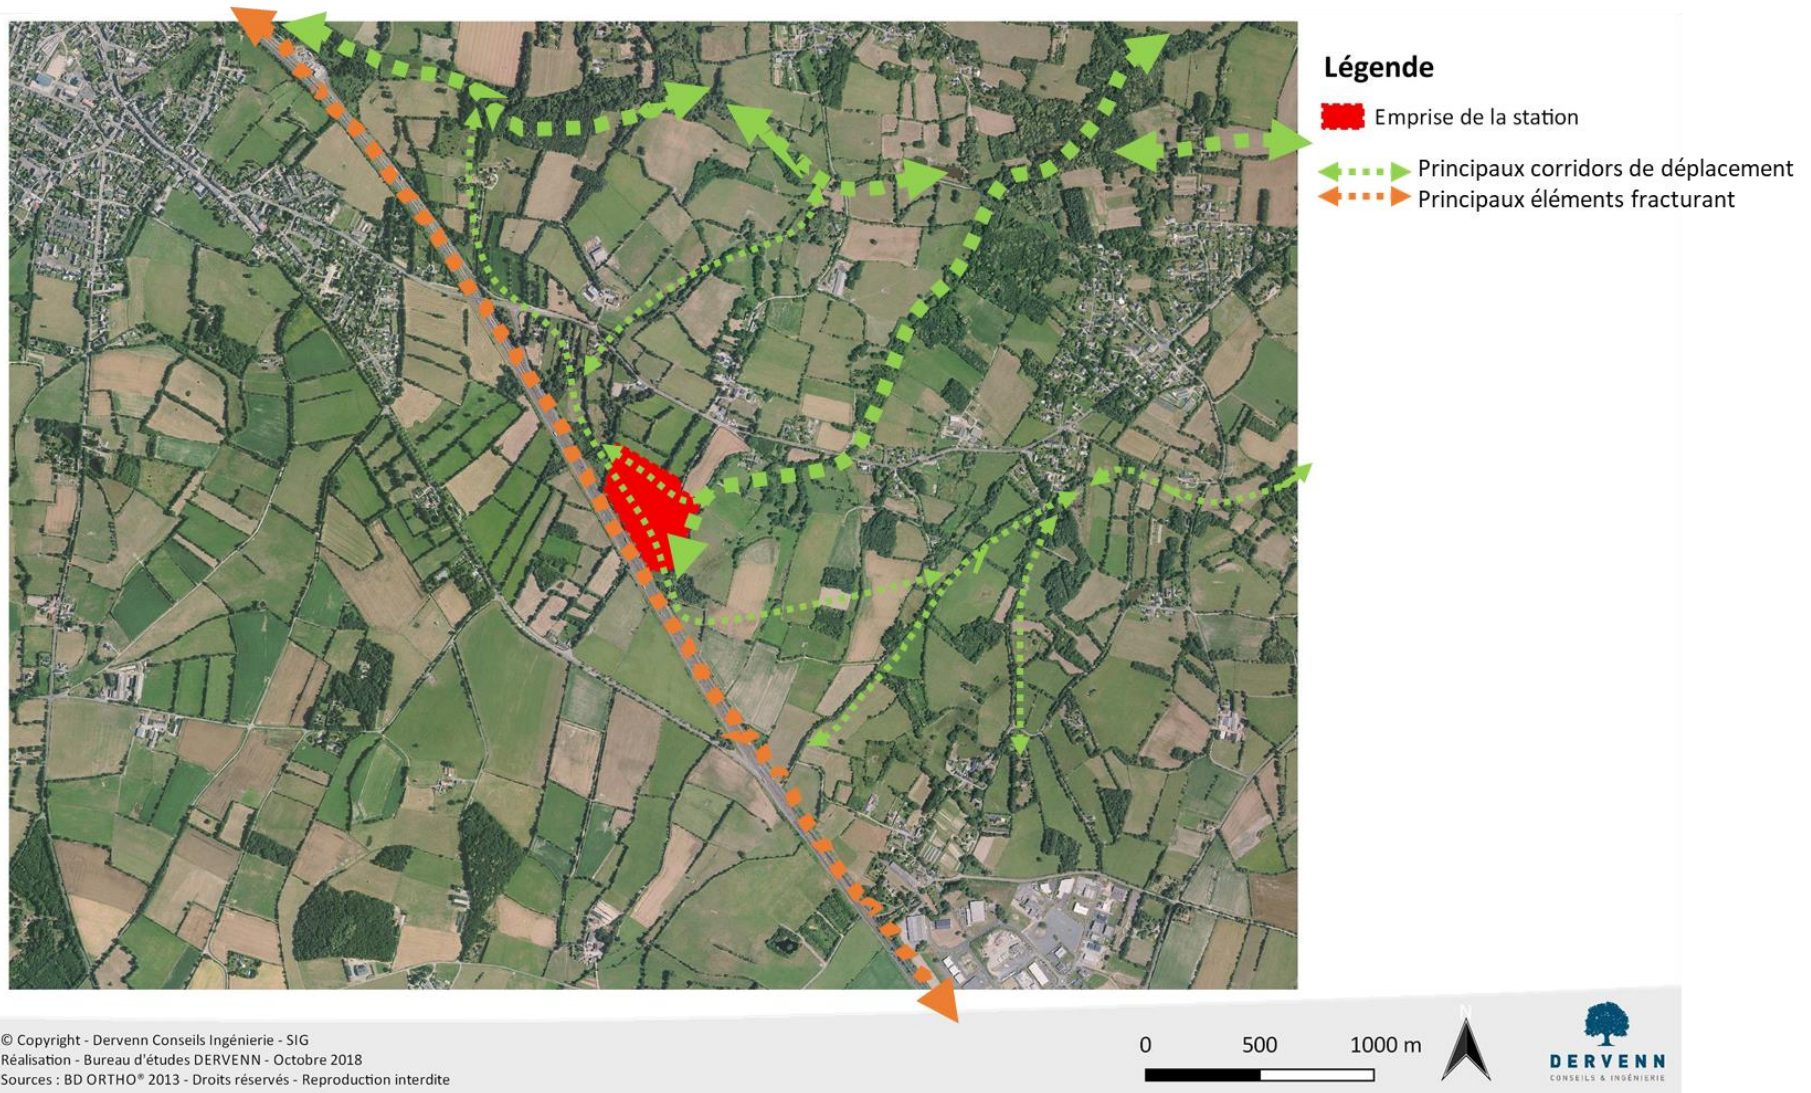 Légende
Emprise de la station
Principaux corridors de déplacement
Principaux éléments fracturant
© Copyright - Dervenn Conseils Ingénierie - SIG
Réalisation - Bureau d'études DERVENN - Octobre 2018
Sources : BD ORTHO® 2013 - Droits réservés - Reproduction interdite
0 500 1000 m
N
DERVENN
CONSEILS & INGÉNIERIE